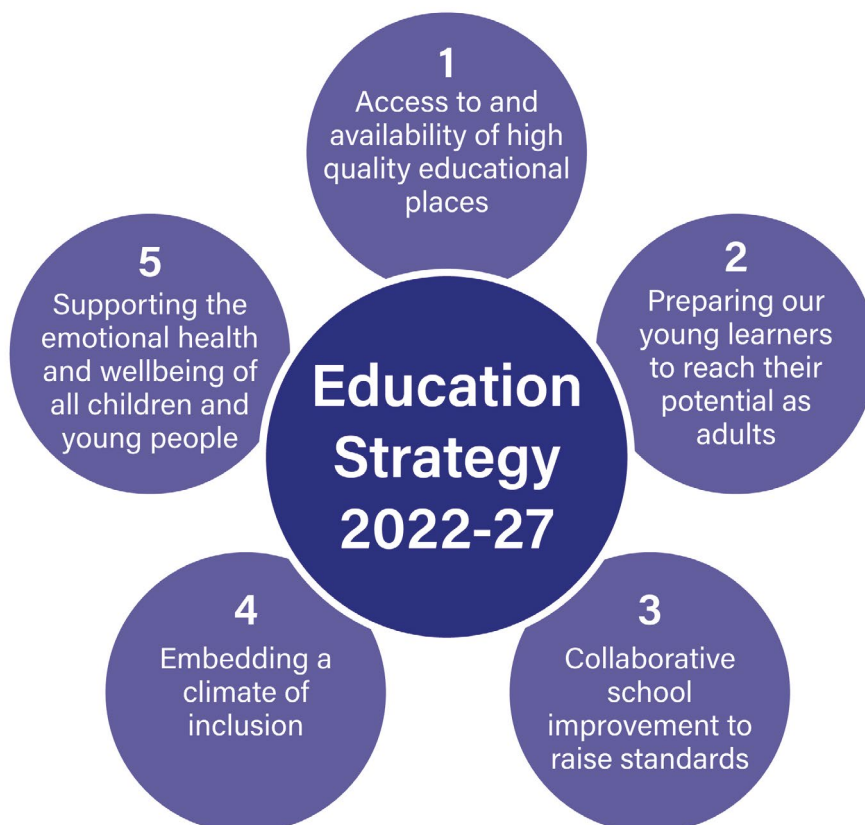 1
Access to and
availability of high
quality educational
places
2
Preparing our
young learners
to reach their
potential as
adults
3
Collaborative
school
improvement to
raise standards
4
Embedding a
climate of
inclusion
5
Supporting the
emotional health
and wellbeing of
all children and
young people
Education
Strategy
2022-27